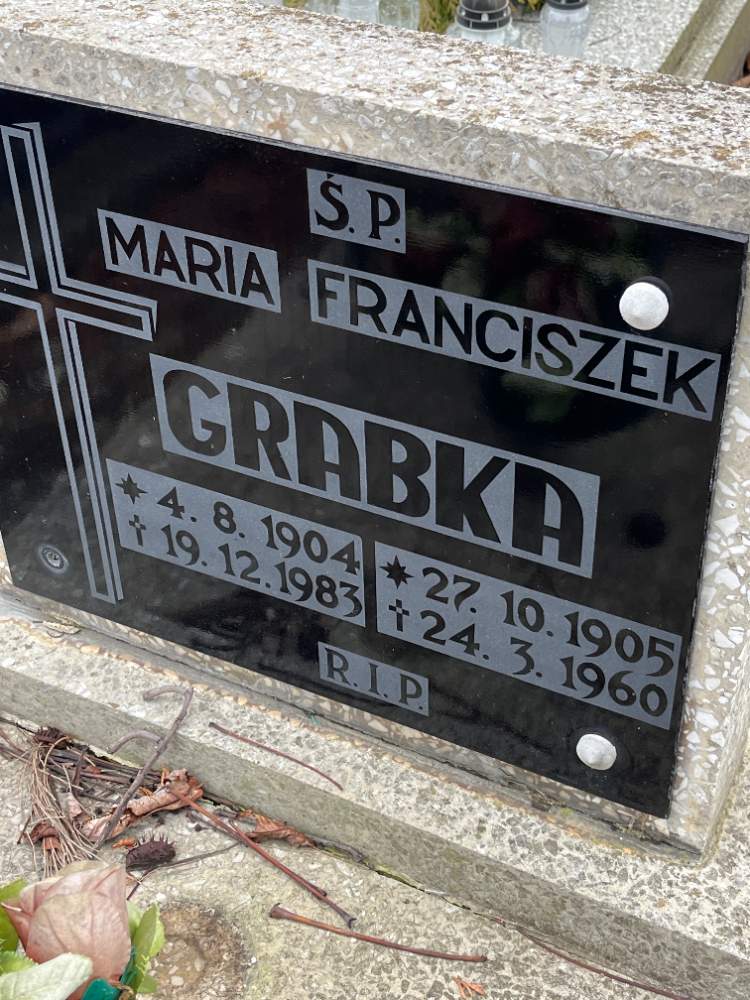 Ś. P.
MARIA FRANCISZEK
GRABKA
4. 8. 1904
19. 12. 1983
27. 10. 1905
24. 3. 1960
R. I. P.